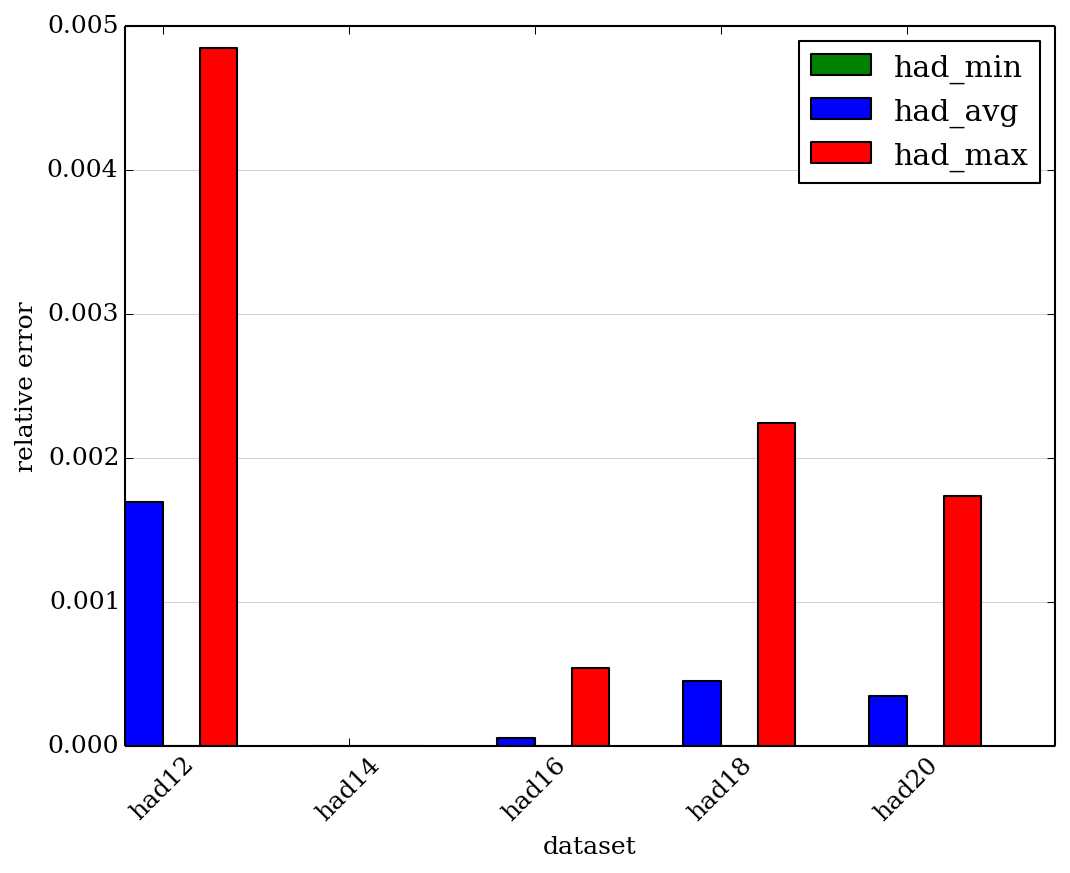 0.005
0.004
0.003
0.002
0.001
0.000
relative error
had_min
had_avg
had_max
had12
had14
had16
had18
had20
dataset